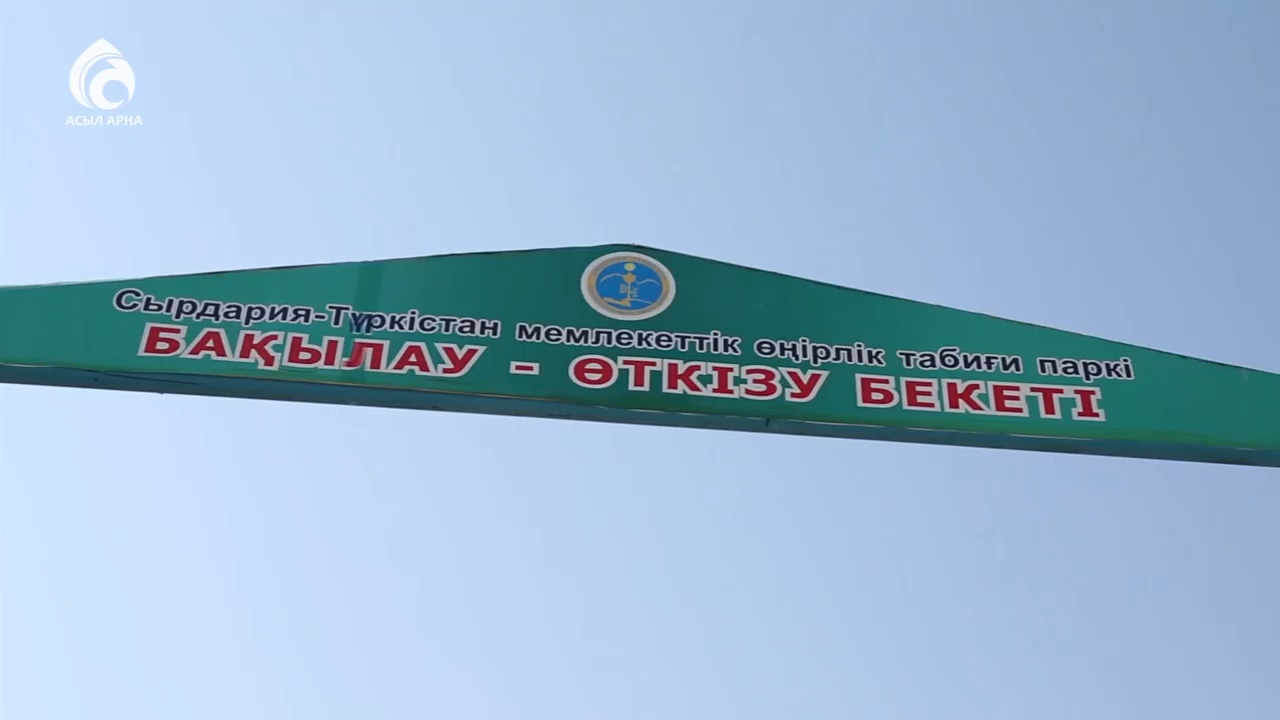 АСЫЛ АРНА
Сырдария-Түркістан мемлекеттік өңірлік табиғи паркі
БАҚЫЛАУ - ӨТКІЗУ БЕКЕТІ